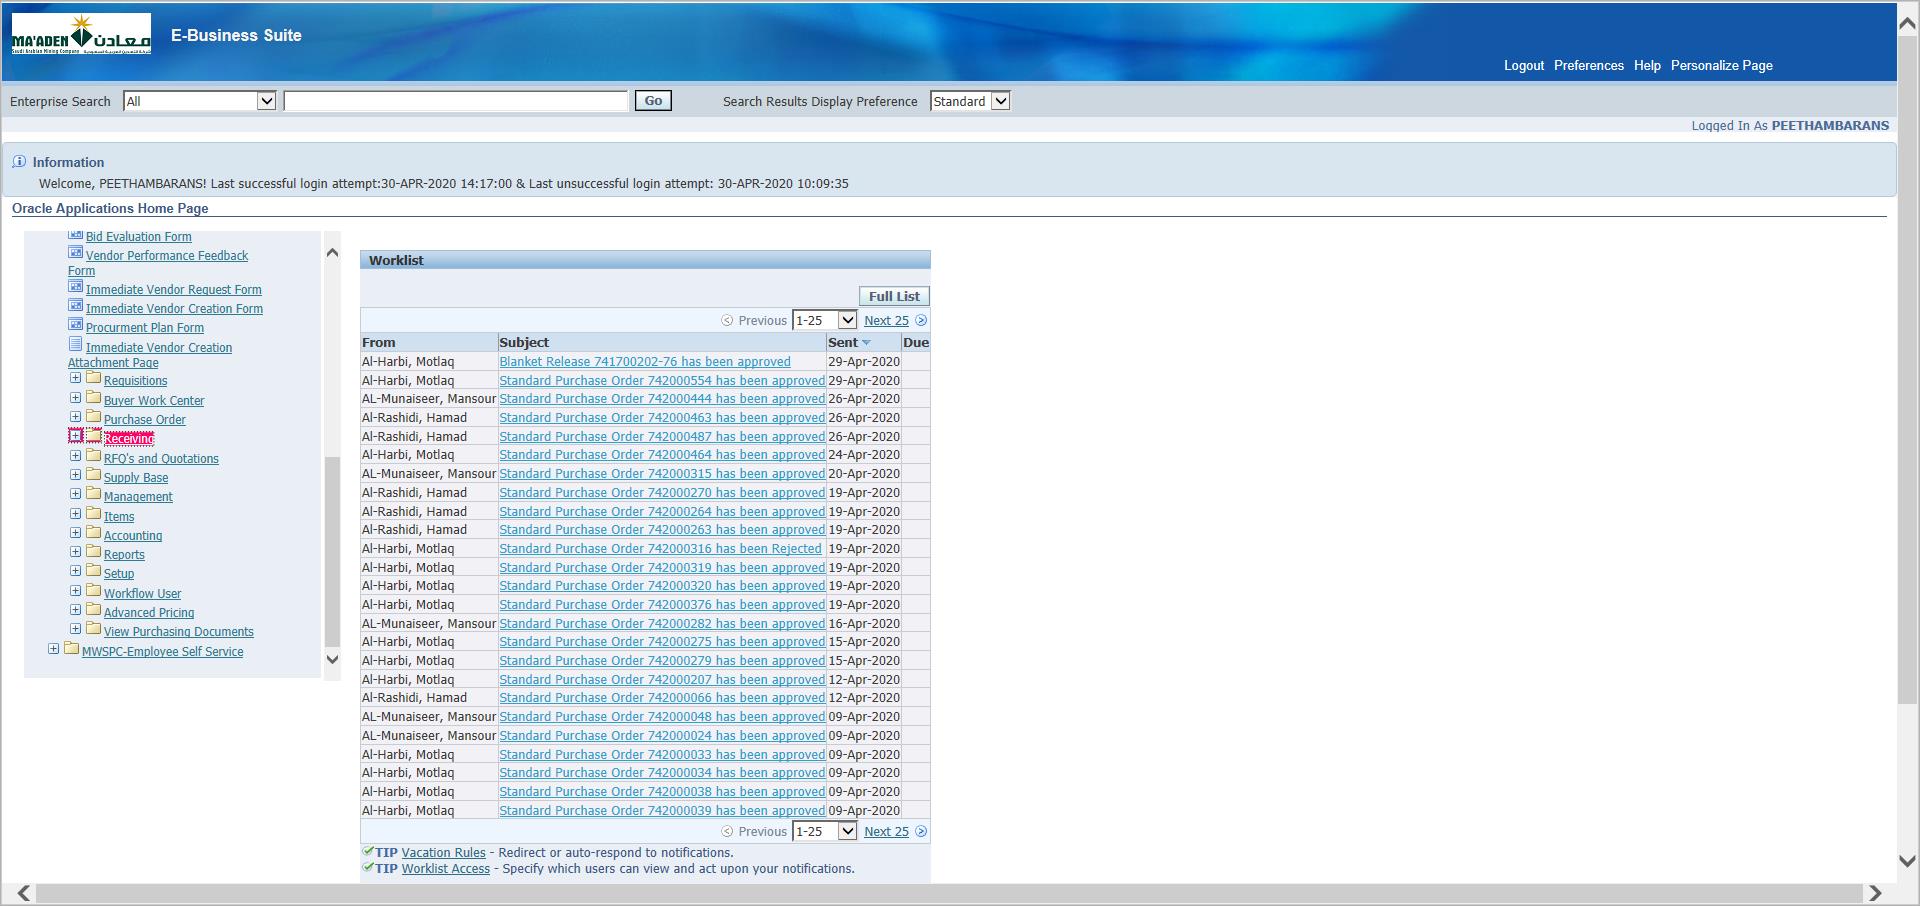 MA'ADEN معادن
Saudi Arabian Mining Company
E-Business Suite
Logout Preferences Help Personalize Page
Enterprise Search All Go Search Results Display Preference Standard
Logged In As PEETHAMBARANS
Information
Welcome, PEETHAMBARANS! Last successful login attempt:30-APR-2020 14:17:00 & Last unsuccessful login attempt: 30-APR-2020 10:09:35
Oracle Applications Home Page
Bid Evaluation Form
Vendor Performance Feedback
Form
Immediate Vendor Request Form
Immediate Vendor Creation Form
Procurment Plan Form
Immediate Vendor Creation
Attachment Page
Requisitions
Buyer Work Center
Purchase Order
Receiving
RFQ's and Quotations
Supply Base
Management
Items
Accounting
Reports
Setup
Workflow User
Advanced Pricing
View Purchasing Documents
MWSPC-Employee Self Service
Worklist
Full List
Previous 1-25 Next 25
From Subject Sent Due
Al-Harbi, Motlaq Blanket Release 741700202-76 has been approved 29-Apr-2020
Al-Harbi, Motlaq Standard Purchase Order 742000554 has been approved 29-Apr-2020
AL-Munaiseer, Mansour Standard Purchase Order 742000444 has been approved 26-Apr-2020
Al-Rashidi, Hamad Standard Purchase Order 742000463 has been approved 26-Apr-2020
Al-Rashidi, Hamad Standard Purchase Order 742000487 has been approved 26-Apr-2020
Al-Harbi, Motlaq Standard Purchase Order 742000464 has been approved 24-Apr-2020
AL-Munaiseer, Mansour Standard Purchase Order 742000315 has been approved 20-Apr-2020
Al-Rashidi, Hamad Standard Purchase Order 742000270 has been approved 19-Apr-2020
Al-Rashidi, Hamad Standard Purchase Order 742000264 has been approved 19-Apr-2020
Al-Rashidi, Hamad Standard Purchase Order 742000263 has been approved 19-Apr-2020
Al-Harbi, Motlaq Standard Purchase Order 742000316 has been Rejected 19-Apr-2020
Al-Harbi, Motlaq Standard Purchase Order 742000319 has been approved 19-Apr-2020
Al-Harbi, Motlaq Standard Purchase Order 742000320 has been approved 19-Apr-2020
Al-Harbi, Motlaq Standard Purchase Order 742000376 has been approved 19-Apr-2020
AL-Munaiseer, Mansour Standard Purchase Order 742000282 has been approved 16-Apr-2020
Al-Harbi, Motlaq Standard Purchase Order 742000275 has been approved 15-Apr-2020
Al-Harbi, Motlaq Standard Purchase Order 742000279 has been approved 15-Apr-2020
Al-Harbi, Motlaq Standard Purchase Order 742000207 has been approved 12-Apr-2020
Al-Rashidi, Hamad Standard Purchase Order 742000066 has been approved 12-Apr-2020
AL-Munaiseer, Mansour Standard Purchase Order 742000048 has been approved 09-Apr-2020
AL-Munaiseer, Mansour Standard Purchase Order 742000024 has been approved 09-Apr-2020
Al-Harbi, Motlaq Standard Purchase Order 742000033 has been approved 09-Apr-2020
Al-Harbi, Motlaq Standard Purchase Order 742000034 has been approved 09-Apr-2020
Al-Harbi, Motlaq Standard Purchase Order 742000038 has been approved 09-Apr-2020
Al-Harbi, Motlaq Standard Purchase Order 742000039 has been approved 09-Apr-2020
Previous 1-25 Next 25
TIP Vacation Rules - Redirect or auto-respond to notifications.
TIP Worklist Access - Specify which users can view and act upon your notifications.